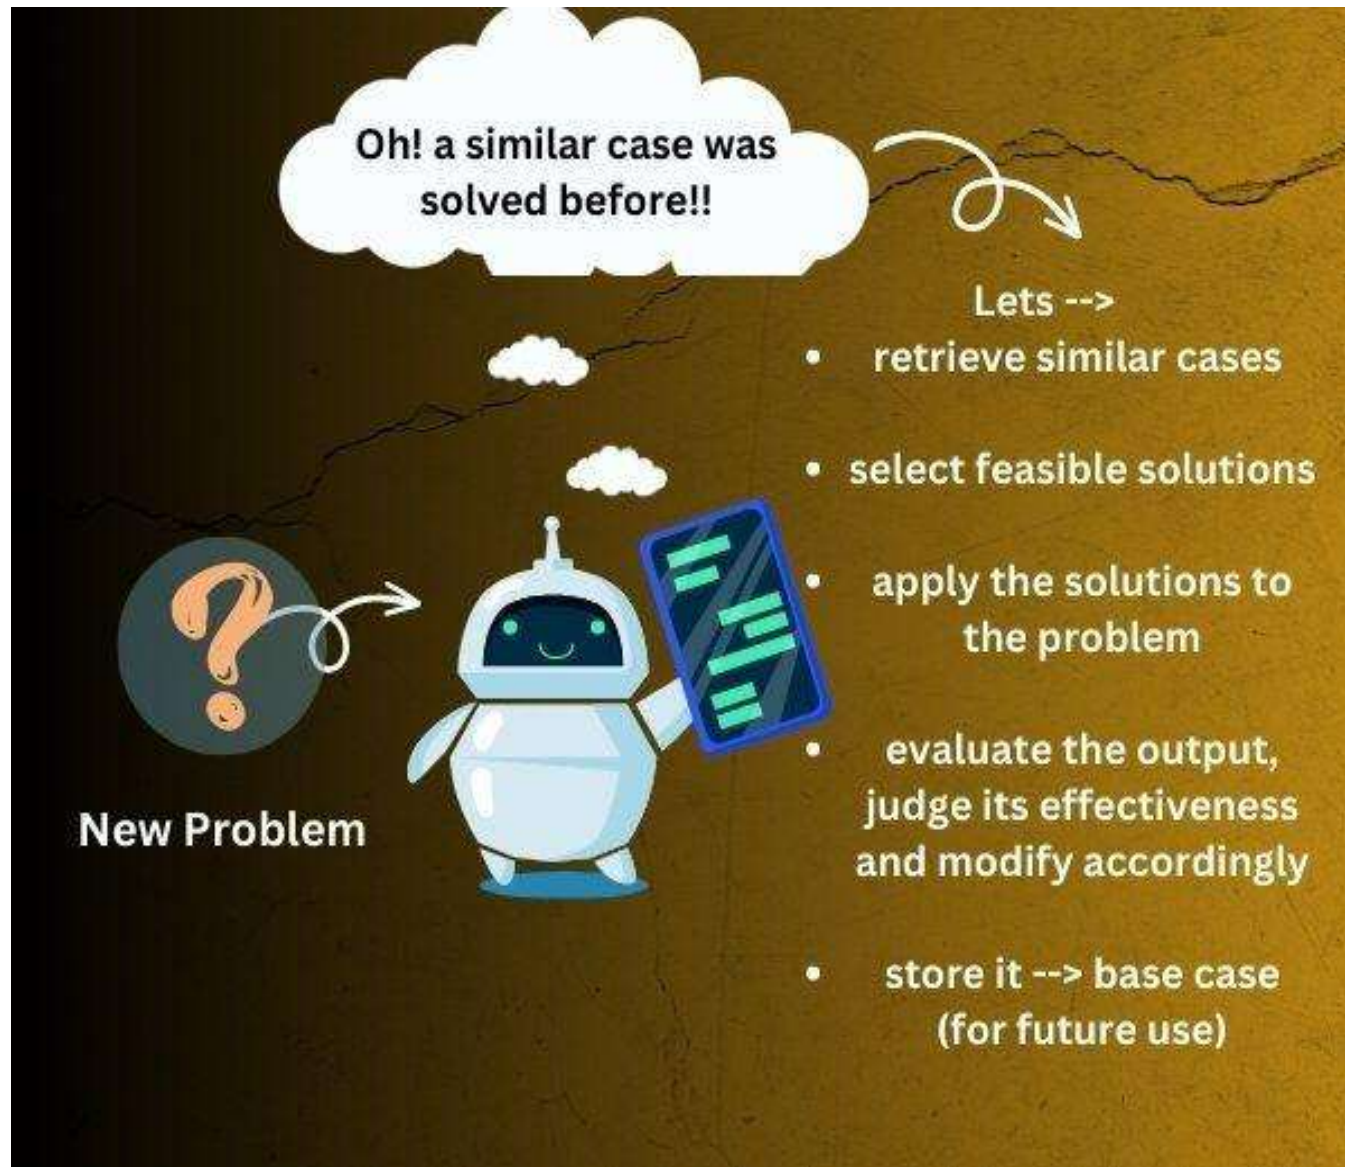 Oh! a similar case was
solved before!!
Lets -->
• retrieve similar cases
• select feasible solutions
• apply the solutions to
the problem
• evaluate the output,
judge its effectiveness
and modify accordingly
• store it --> base case
(for future use)
New Problem